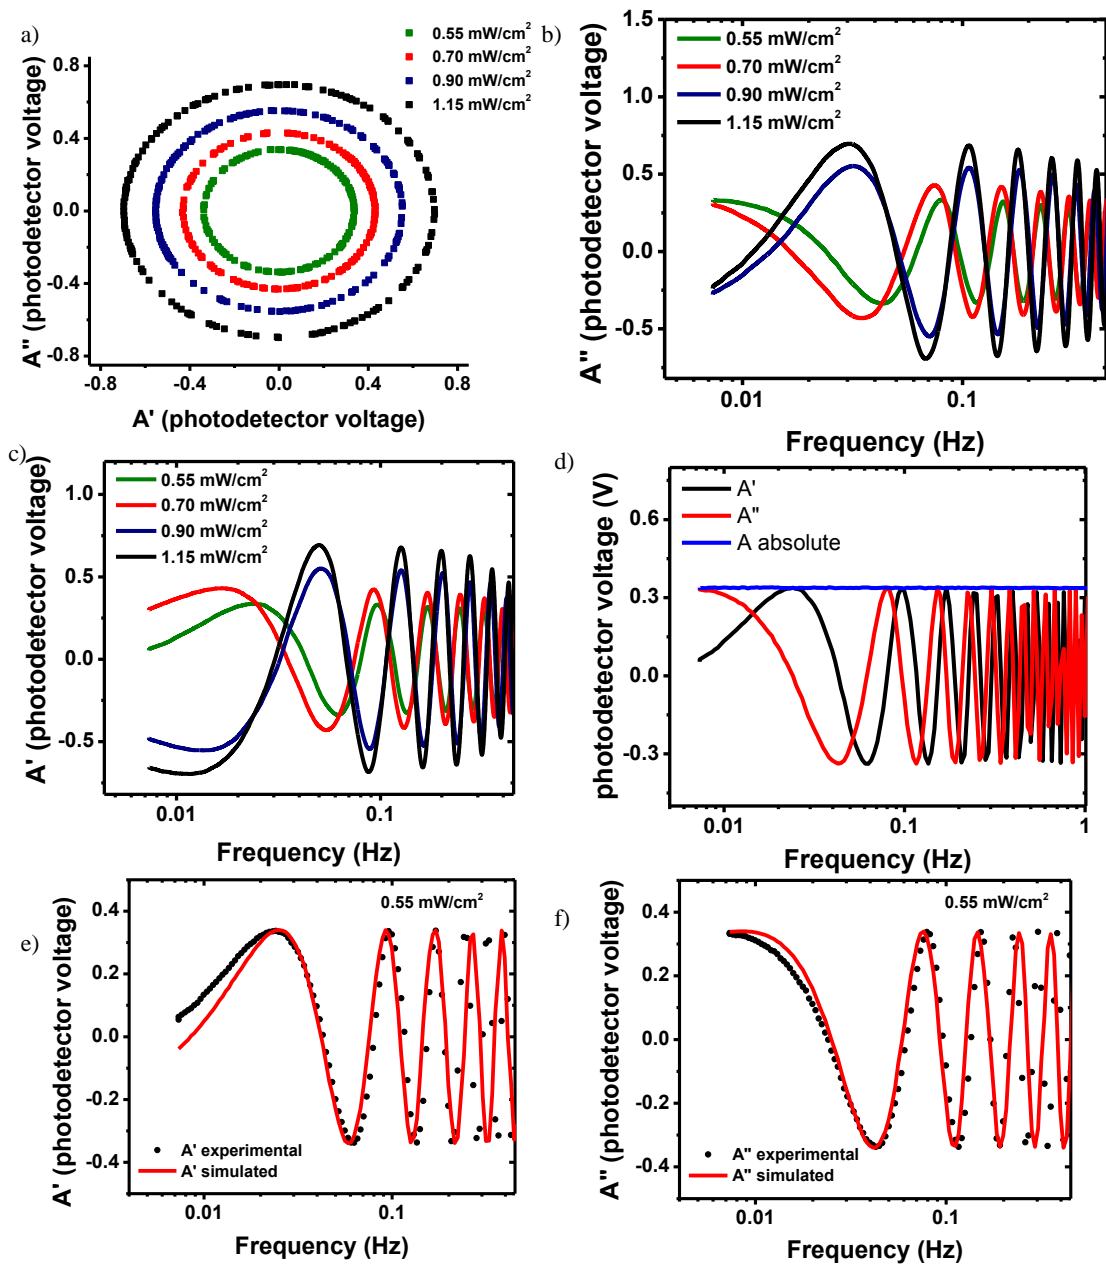 a)
0.55 mW/cm²
0.70 mW/cm²
0.90 mW/cm²
1.15 mW/cm²
A'' (photodetector voltage)
0.8
0.4
0.0
-0.4
-0.8
-0.8 -0.4 0.0 0.4 0.8
A' (photodetector voltage)
b)
0.55 mW/cm²
0.70 mW/cm²
0.90 mW/cm²
1.15 mW/cm²
A'' (photodetector voltage)
1.5
1.0
0.5
0.0
-0.5
0.01 0.1
Frequency (Hz)
c)
0.55 mW/cm²
0.70 mW/cm²
0.90 mW/cm²
1.15 mW/cm²
A' (photodetector voltage)
1.0
0.5
0.0
-0.5
0.01 0.1
Frequency (Hz)
d)
A'
A''
A absolute
photodetector voltage (V)
0.6
0.3
0.0
-0.3
0.01 0.1 1
Frequency (Hz)
e)
0.55 mW/cm²
A' (photodetector voltage)
0.4
0.2
0.0
-0.2
-0.4
A' experimental
A' simulated
0.01 0.1
Frequency (Hz)
f)
0.55 mW/cm²
A'' (photodetector voltage)
0.4
0.2
0.0
-0.2
-0.4
A'' experimental
A'' simulated
0.01 0.1
Frequency (Hz)